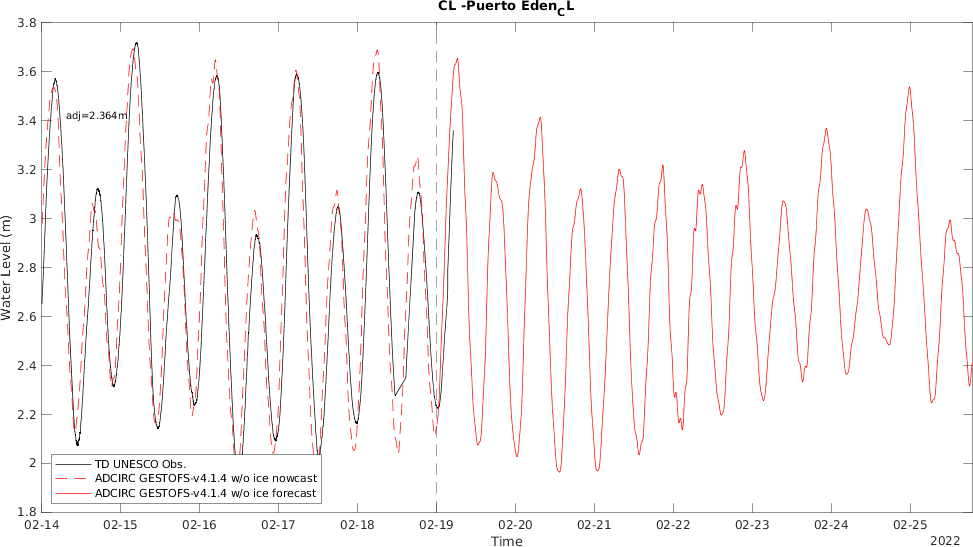 CL -Puerto Eden_CL
3.8
3.6
3.4
3.2
3
2.8
2.6
2.4
2.2
2
1.8
Water Level (m)
adj=2.364m
TD UNESCO Obs.
ADCIRC GESTOFS-v4.1.4 w/o ice nowcast
ADCIRC GESTOFS-v4.1.4 w/o ice forecast
02-14 02-15 02-16 02-17 02-18 02-19 02-20 02-21 02-22 02-23 02-24 02-25
Time
2022